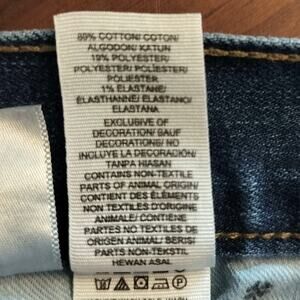 80% COTTON/ COTON/
ALGODON/ KATUN
19% POLYESTER/
POLYESTER/ POLIESTER/
POLIESTER
1% ELASTANE/
ÉLASTHANNE/ ELASTANO/
ELASTANA
EXCLUSIVE OF
DECORATION/ SAUF
DECORATIONS/ NO
INCLUYE LA DECORACIÓN/
TANPA HIASAN
CONTAINS NON-TEXTILE
PARTS OF ANIMAL ORIGIN/
CONTIENT DES ÉLÉMENTS
NON TEXTILES D'ORIGINE
ANIMALE/ CONTIENE
PARTES NO TEXTILES DE
ORIGEN ANIMAL/ BERISI
PARTS NON-TEKSTIL
HEWAN ASAL